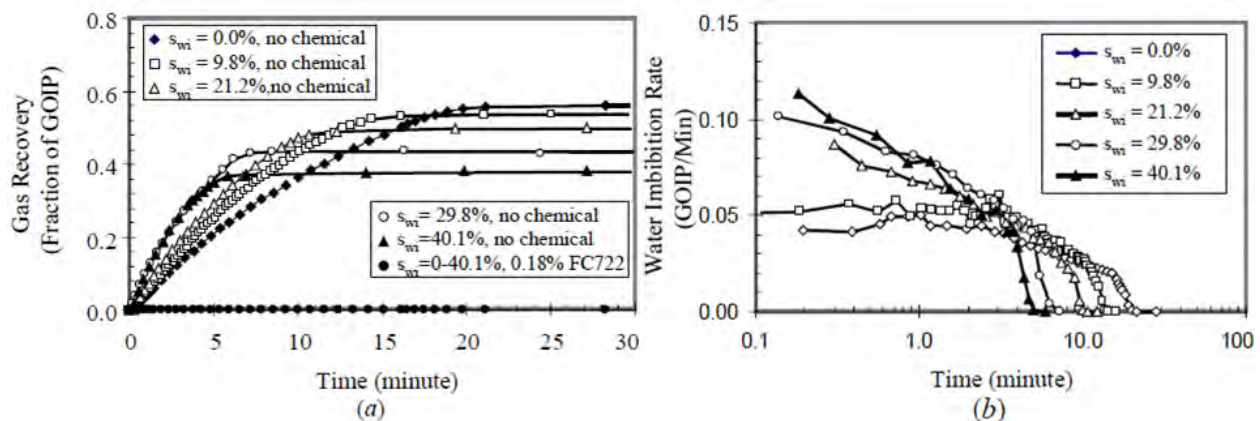 0.8
0.6
0.4
0.2
0.0
Gas Recovery
(Fraction of GOIP)
s_wi = 0.0%, no chemical
s_wi = 9.8%, no chemical
s_wi = 21.2%,no chemical
s_wi = 29.8%, no chemical
s_wi=40.1%, no chemical
s_wi=0-40.1%, 0.18% FC722
0 5 10 15 20 25 30
Time (minute)
(a)
0.15
0.10
0.05
0.00
Water Imbibition Rate
(GOIP/Min)
s_wi = 0.0%
s_wi = 9.8%
s_wi = 21.2%
s_wi = 29.8%
s_wi = 40.1%
0.1 1.0 10.0 100
Time (minute)
(b)